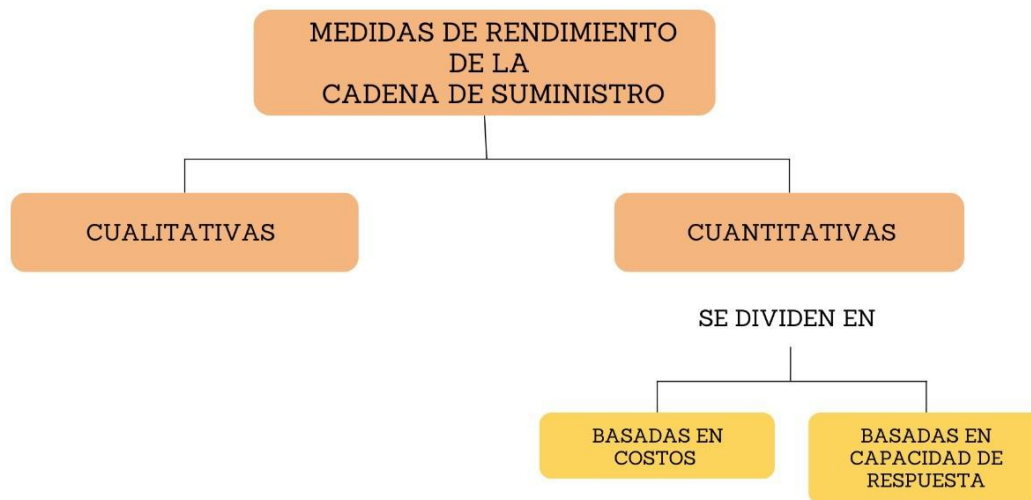 MEDIDAS DE RENDIMIENTO
DE LA
CADENA DE SUMINISTRO
CUALITATIVAS
CUANTITATIVAS
SE DIVIDEN EN
BASADAS EN
COSTOS
BASADAS EN
CAPACIDAD DE
RESPUESTA